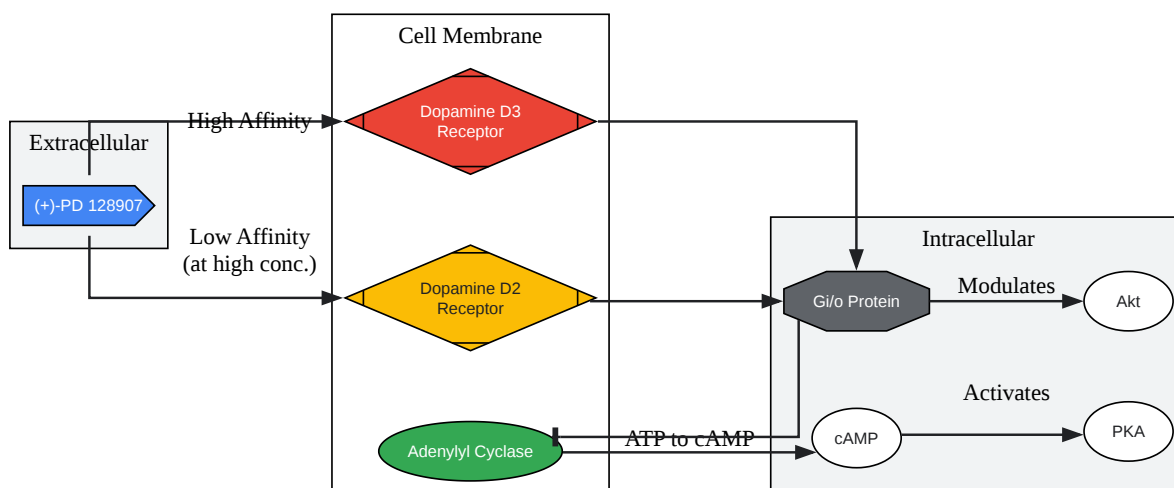 Cell Membrane
Dopamine D3
Receptor
High Affinity
Extracellular
(+)-PD 128907
Low Affinity
(at high conc.)
Intracellular
Dopamine D2
Receptor
Gi/o Protein
Modulates
Akt
Activates
Adenylyl Cyclase
ATP to cAMP
cAMP
PKA